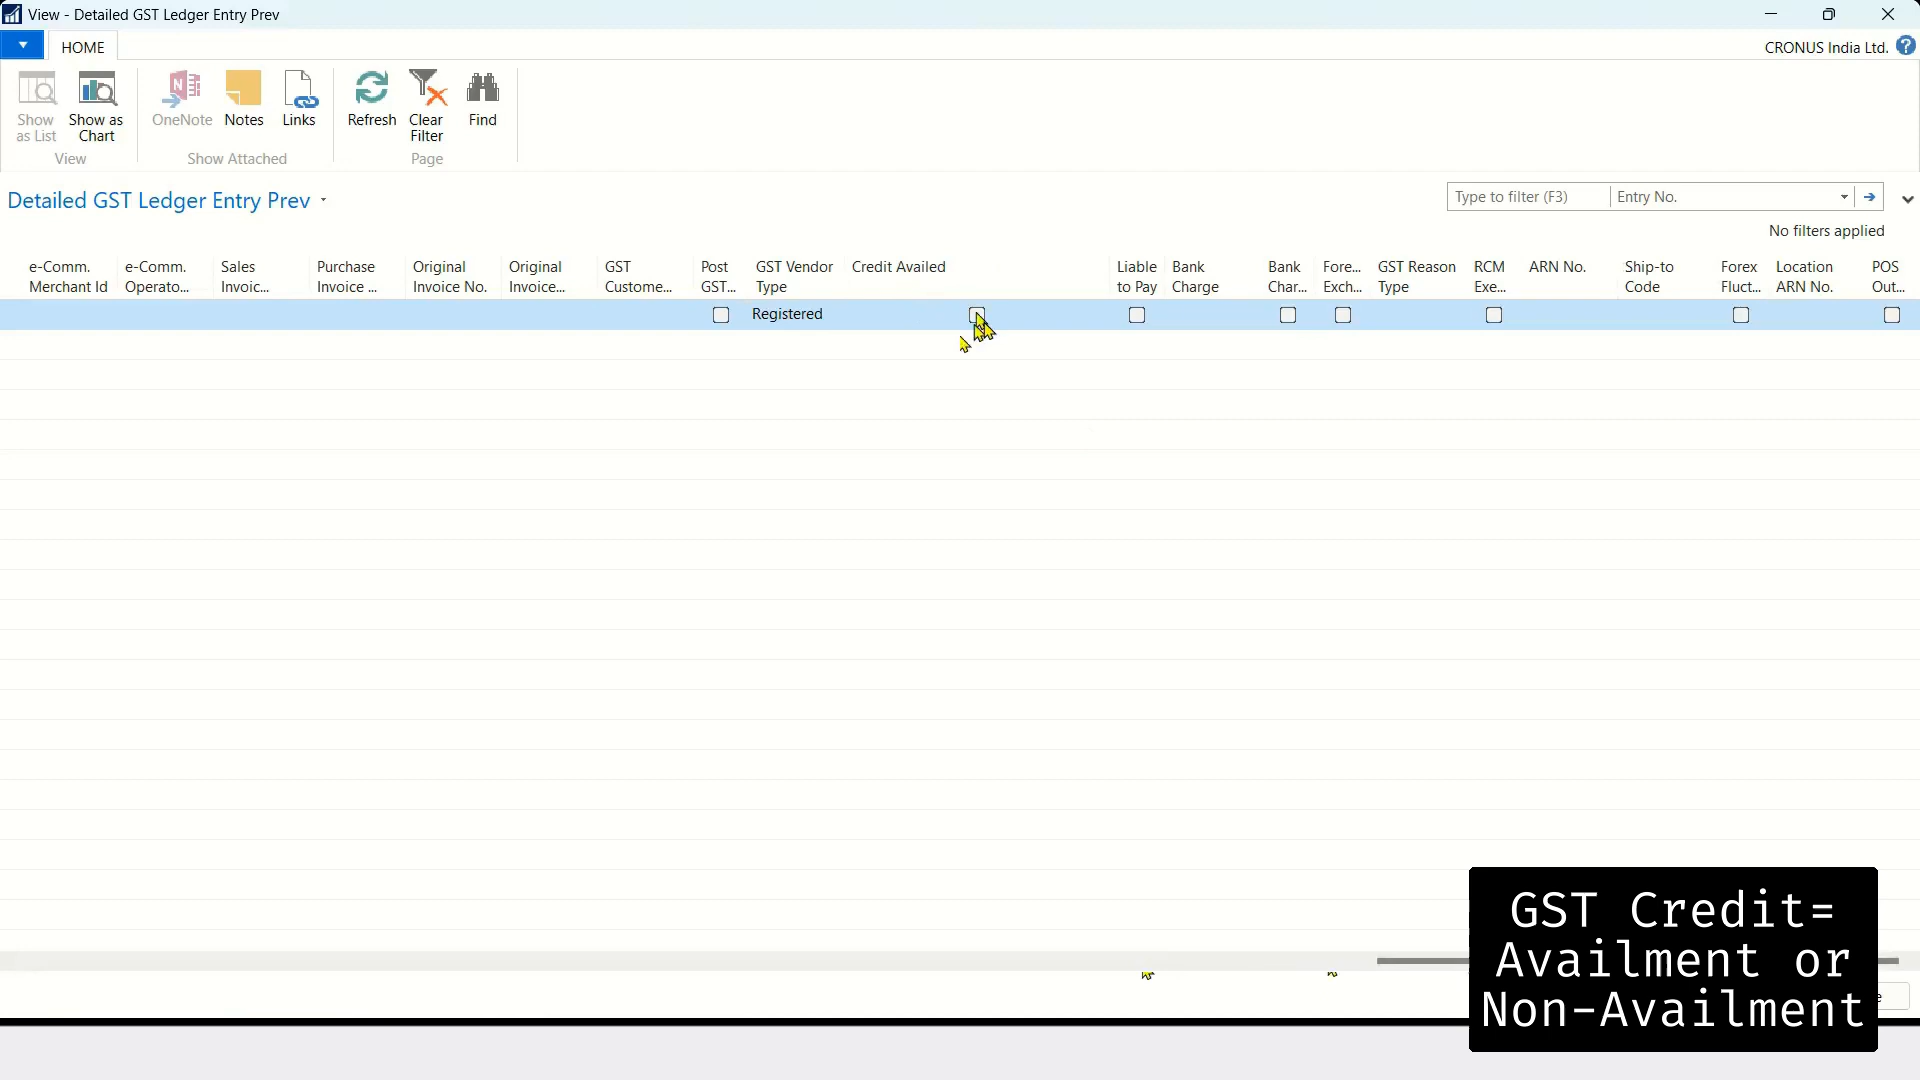 View - Detailed GST Ledger Entry Prev
HOME
CRONUS India Ltd.
Show as List
Show as Chart
OneNote
Notes
Links
Refresh
Clear Filter
Find
View
Show Attached
Page
Detailed GST Ledger Entry Prev
Type to filter (F3)
Entry No.
No filters applied
e-Comm. Merchant Id
e-Comm. Operato...
Sales Invoic...
Purchase Invoice ...
Original Invoice No.
Original Invoice...
GST Custome...
Post GST...
GST Vendor Type
Credit Availed
Liable to Pay
Bank Charge
Bank Char...
Fore... Exch...
GST Reason Type
RCM Exe...
ARN No.
Ship-to Code
Forex Fluct...
Location ARN No.
POS Out...
Registered
GST Credit=
Availment or
Non-Availment